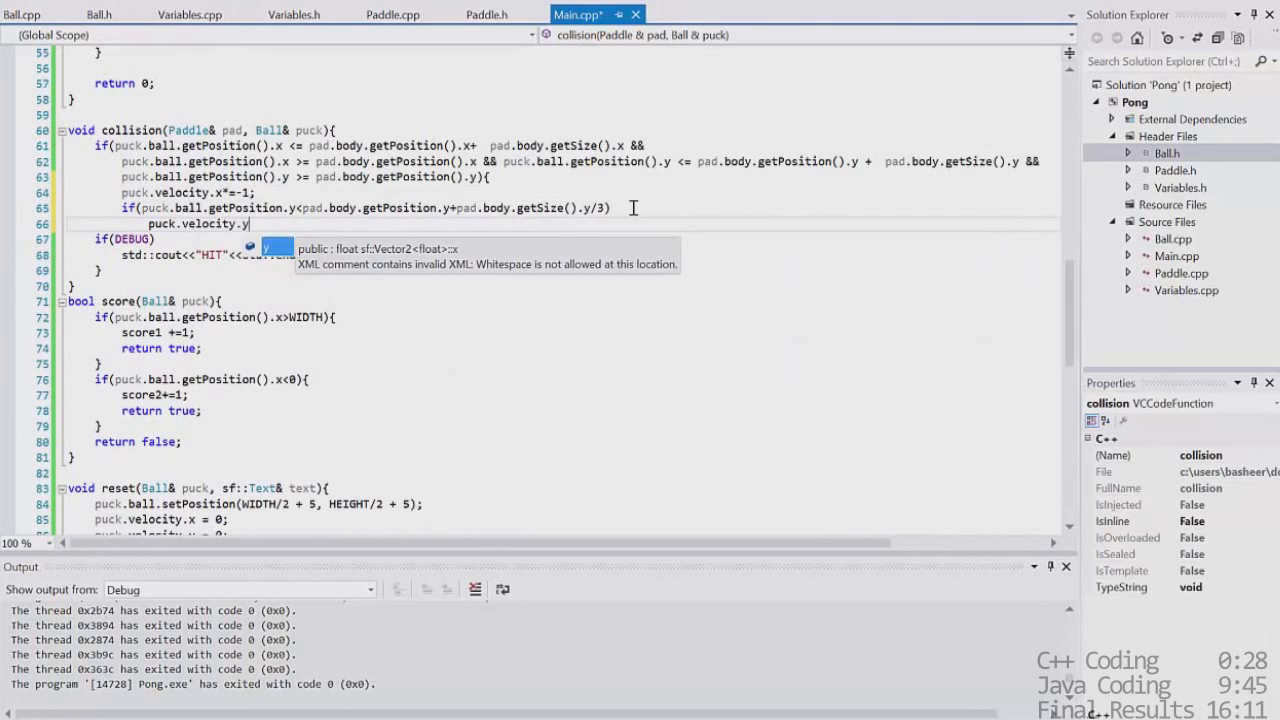 Ball.cpp Ball.h Variables.cpp Variables.h Paddle.cpp Paddle.h Main.cpp*
(Global Scope) collision(Paddle & pad, Ball & puck)
55 }
56
57 return 0;
58 }
59
60 void collision(Paddle& pad, Ball& puck){
61 if(puck.ball.getPosition().x <= pad.body.getPosition().x+  pad.body.getSize().x &&
62 puck.ball.getPosition().x >= pad.body.getPosition().x && puck.ball.getPosition().y <= pad.body.getPosition().y +  pad.body.getSize().y &&
63 puck.ball.getPosition().y >= pad.body.getPosition().y){
64 puck.velocity.x*=-1;
65 if(puck.ball.getPosition.y<pad.body.getPosition.y+pad.body.getSize().y/3)
66 puck.velocity.y
67 if(DEBUG)
y public : float sf::Vector2<float>::x
68 std::cout<<"HIT"<<
XML comment contains invalid XML: Whitespace is not allowed at this location.
69 }
70 }
71 bool score(Ball& puck){
72 if(puck.ball.getPosition().x>WIDTH){
73 score1 +=1;
74 return true;
75 }
76 if(puck.ball.getPosition().x<0){
77 score2+=1;
78 return true;
79 }
80 return false;
81 }
82
83 void reset(Ball& puck, sf::Text& text){
84 puck.ball.setPosition(WIDTH/2 + 5, HEIGHT/2 + 5);
85 puck.velocity.x = 0;
100 %
Output
Show output from: Debug
The thread 0x2b74 has exited with code 0 (0x0).
The thread 0x3894 has exited with code 0 (0x0).
The thread 0x2874 has exited with code 0 (0x0).
The thread 0x3b9c has exited with code 0 (0x0).
The thread 0x363c has exited with code 0 (0x0).
The program '[14728] Pong.exe' has exited with code 0 (0x0).
Solution Explorer
Search Solution Explorer (Ctrl+;)
Solution 'Pong' (1 project)
Pong
External Dependencies
Header Files
Ball.h
Paddle.h
Variables.h
Resource Files
Source Files
Ball.cpp
Main.cpp
Paddle.cpp
Variables.cpp
Properties
collision VCCodeFunction
C++
(Name) collision
File c:\users\basheer\do
FullName collision
IsInjected False
IsInline False
IsOverloaded False
IsSealed False
IsTemplate False
TypeString void
C++
C++ Coding 0:28
Java Coding 9:45
Final Results 16:11